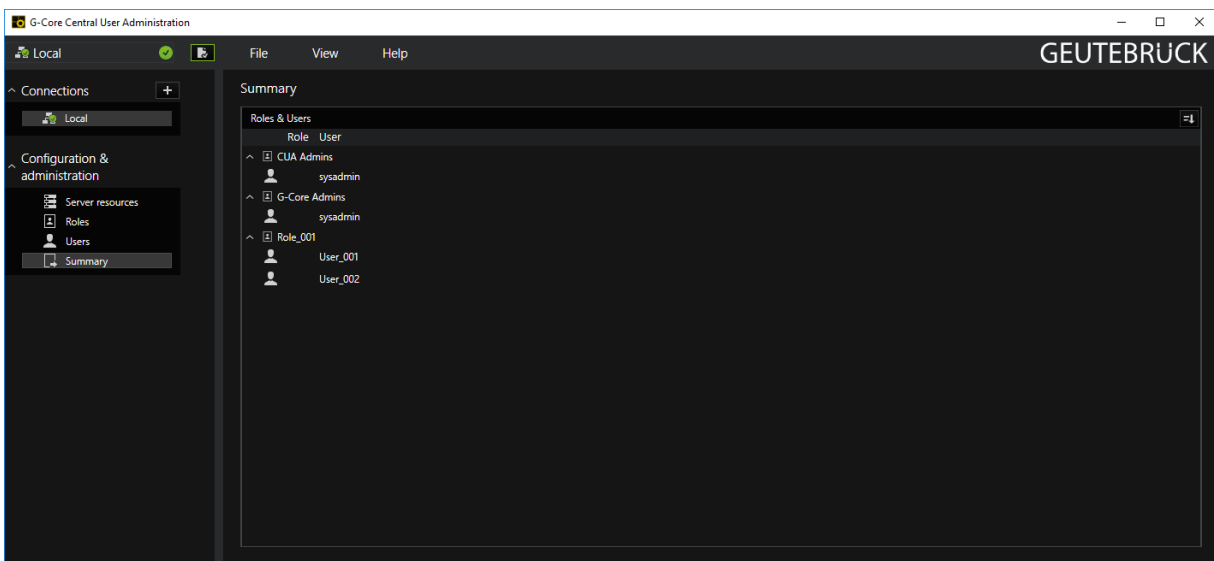 G-Core Central User Administration
Local
File View Help
GEUTEBRÜCK
Connections
Local
Configuration &
administration
Server resources
Roles
Users
Summary
Summary
Roles & Users
Role User
CUA Admins
sysadmin
G-Core Admins
sysadmin
Role_001
User_001
User_002